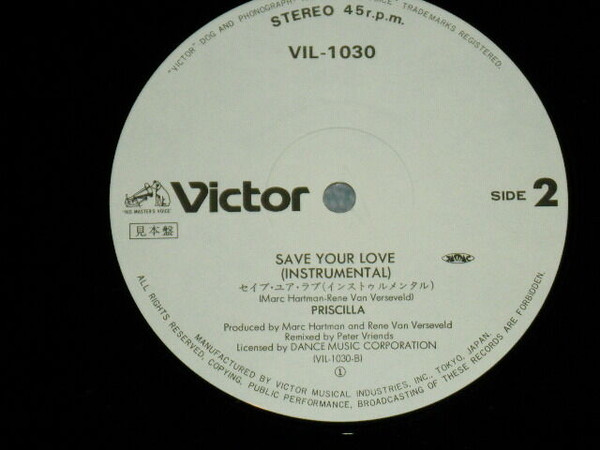 STEREO 45 r.p.m.
"VICTOR" DOG AND PHONOGRAPH TRADEMARKS REGISTERED.
VIL-1030
"HIS MASTER'S VOICE"
Victor
SIDE 2
見本盤
SAVE YOUR LOVE
(INSTRUMENTAL)
セイブ・ユア・ラブ(インストゥルメンタル)
(Marc Hartman-Rene Van Verseveld)
PRISCILLA
Produced by Marc Hartman and Rene Van Verseveld
Remixed by Peter Vriends
Licensed by DANCE MUSIC CORPORATION
(VIL-1030-B)
①
ALL RIGHTS RESERVED, COPYING, PUBLIC PERFORMANCE, BROADCASTING OF THESE RECORDS ARE FORBIDDEN.
MANUFACTURED BY VICTOR MUSICAL INDUSTRIES, INC., TOKYO, JAPAN.